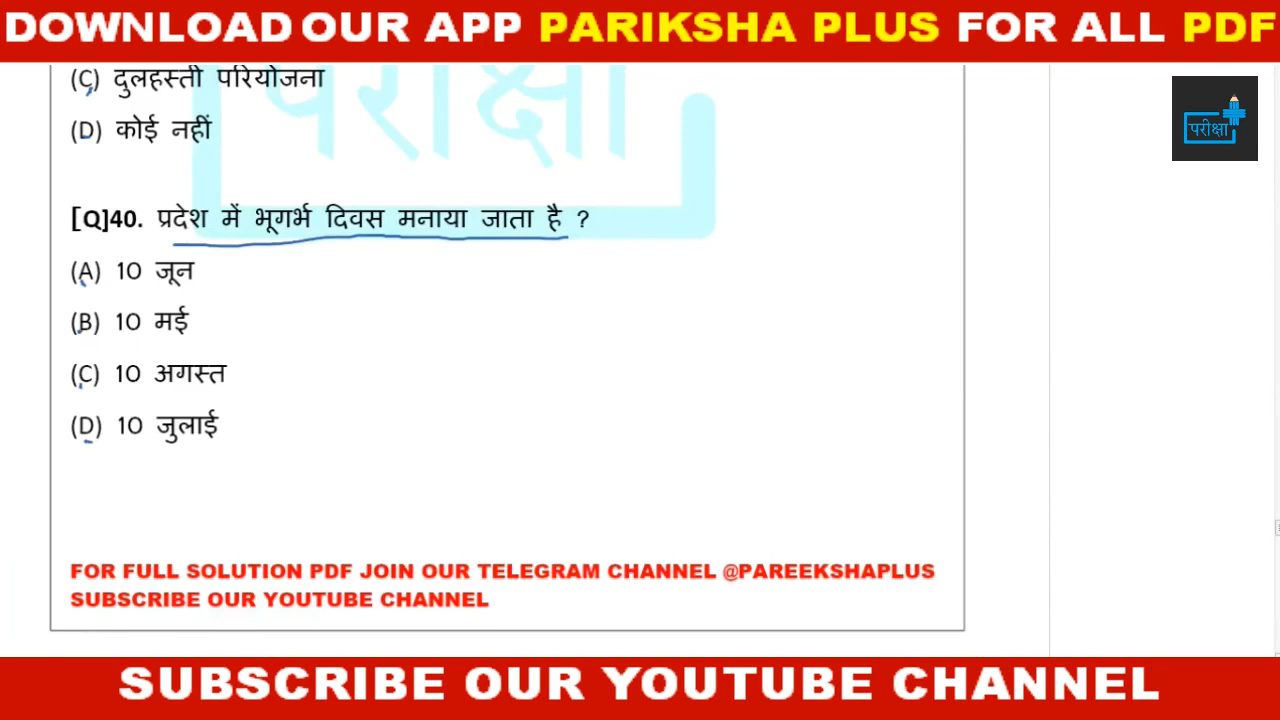 DOWNLOAD OUR APP PARIKSHA PLUS FOR ALL PDF
(C) दुलहस्ती परियोजना
परीक्षा
(D) कोई नहीं
परीक्षा
[Q]40. प्रदेश में भूगर्भ दिवस मनाया जाता है ?
(A) 10 जून
(B) 10 मई
(C) 10 अगस्त
(D) 10 जुलाई
FOR FULL SOLUTION PDF JOIN OUR TELEGRAM CHANNEL @PAREEKSHAPLUS
SUBSCRIBE OUR YOUTUBE CHANNEL
SUBSCRIBE OUR YOUTUBE CHANNEL